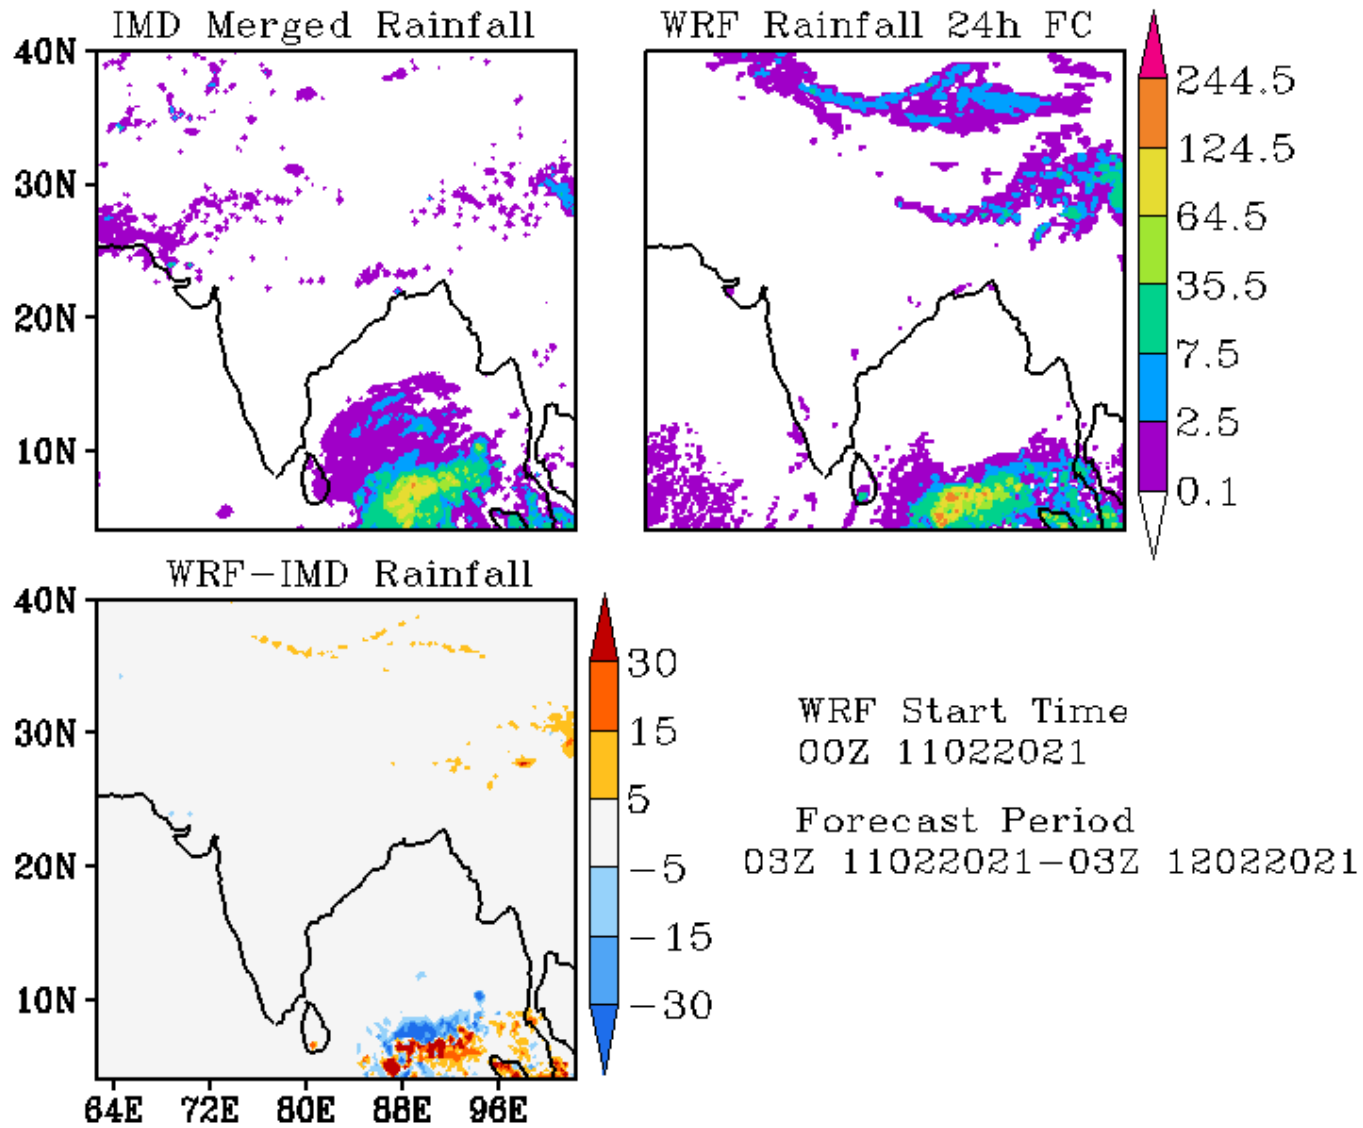 IMD Merged Rainfall
WRF Rainfall 24h FC
40N
30N
20N
10N
244.5
124.5
64.5
35.5
7.5
2.5
0.1
WRF-IMD Rainfall
40N
30N
20N
10N
64E 72E 80E 88E 96E
30
15
5
-5
-15
-30
WRF Start Time
00Z 11022021
Forecast Period
03Z 11022021-03Z 12022021